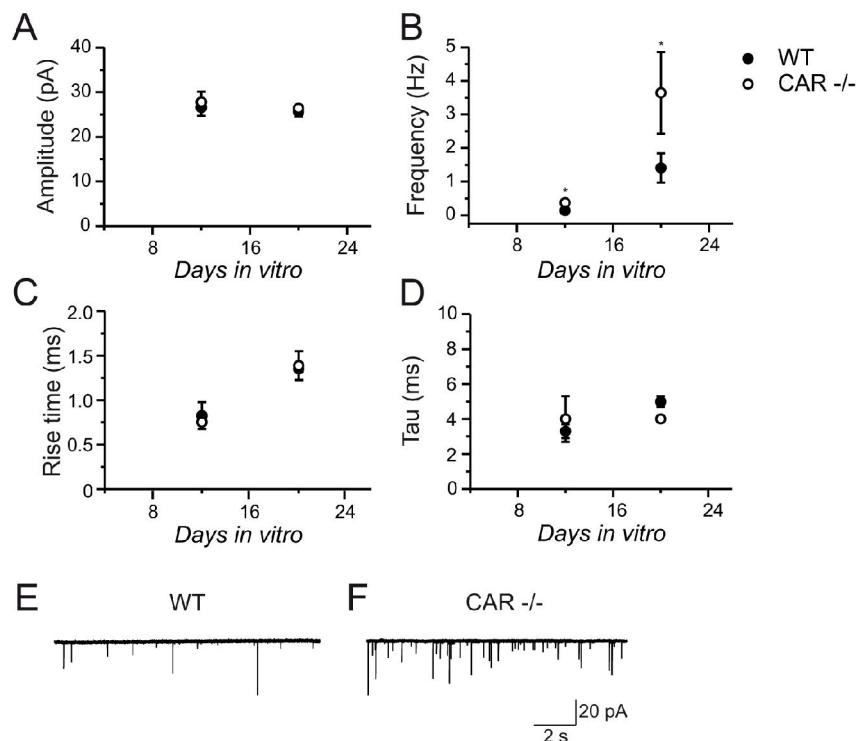 A
Amplitude (pA)
40
30
20
10
0
8
16
24
Days in vitro
B
Frequency (Hz)
5
4
3
2
1
0
*
*
8
16
24
Days in vitro
WT
CAR -/-
C
Rise time (ms)
2.0
1.5
1.0
0.5
0
8
16
24
Days in vitro
D
Tau (ms)
10
8
6
4
2
0
8
16
24
Days in vitro
E
WT
F
CAR -/-
20 pA
2 s